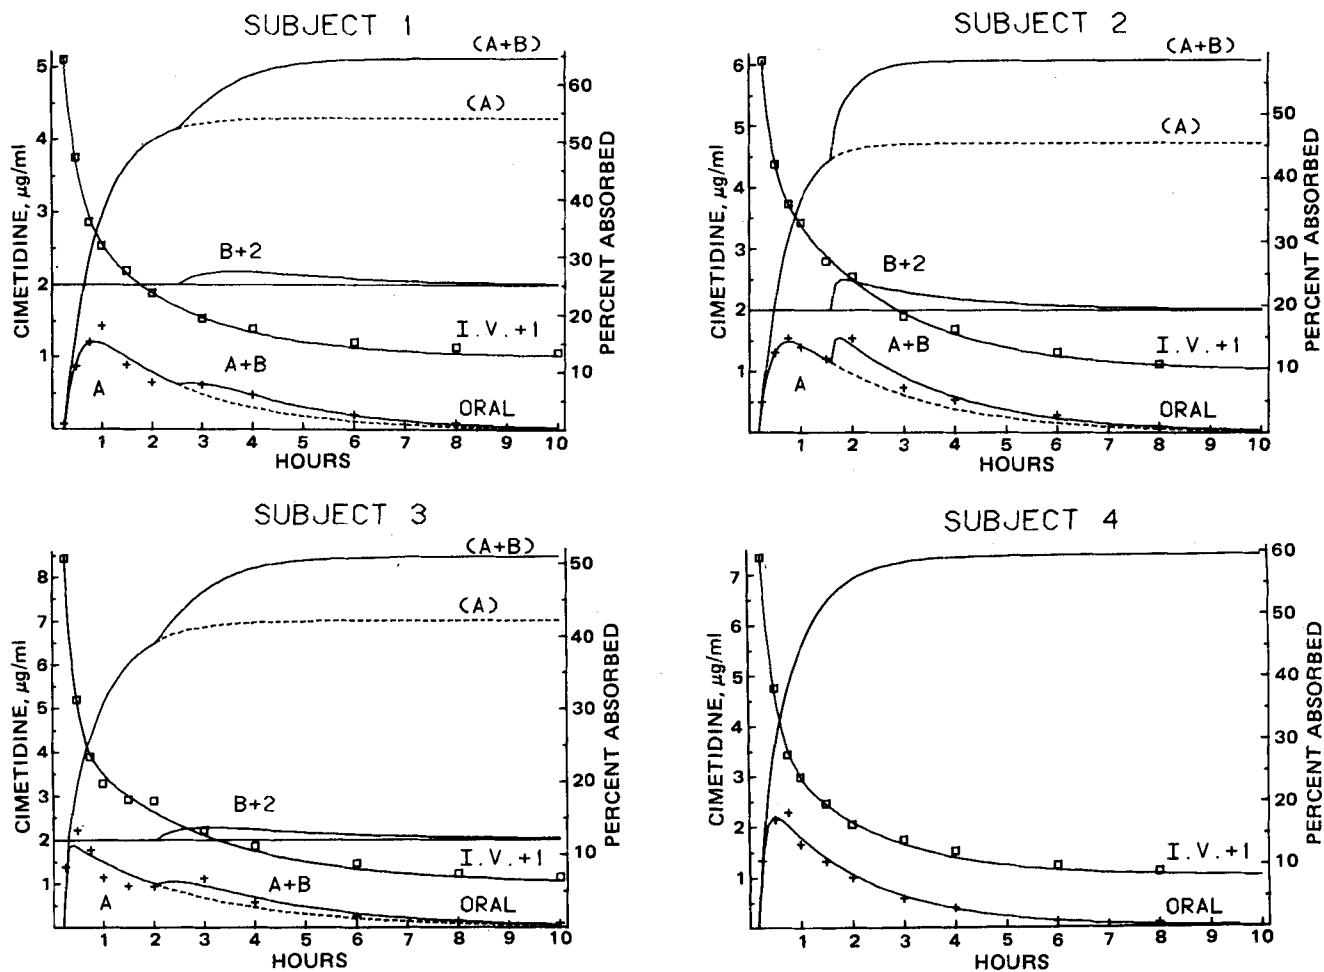 SUBJECT 1
(A+B)
(A)
B+2
I.V.+1
A+B
A
ORAL
CIMETIDINE, µg/ml
5
4
3
2
1
PERCENT ABSORBED
60
50
40
30
20
10
1 2 3 4 5 6 7 8 9 10
HOURS
SUBJECT 2
(A+B)
(A)
B+2
I.V.+1
A+B
A
ORAL
CIMETIDINE, µg/ml
6
5
4
3
2
1
PERCENT ABSORBED
50
40
30
20
10
1 2 3 4 5 6 7 8 9 10
HOURS
SUBJECT 3
(A+B)
(A)
B+2
I.V.+1
A+B
A
ORAL
CIMETIDINE, µg/ml
8
7
6
5
4
3
2
1
PERCENT ABSORBED
50
40
30
20
10
1 2 3 4 5 6 7 8 9 10
HOURS
SUBJECT 4
I.V.+1
ORAL
CIMETIDINE, µg/ml
7
6
5
4
3
2
1
PERCENT ABSORBED
60
50
40
30
20
10
1 2 3 4 5 6 7 8 9 10
HOURS